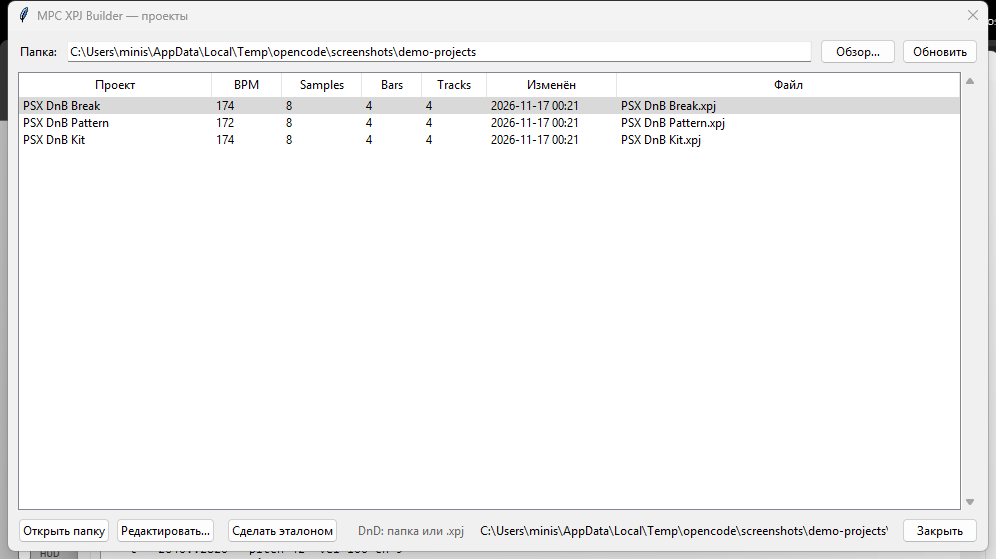 MPC XPJ Builder — проекты
Папка: C:\Users\minis\AppData\Local\Temp\opencode\screenshots\demo-projects Обзор... Обновить
Проект BPM Samples Bars Tracks Изменён Файл
PSX DnB Break 174 8 4 4 2026-11-17 00:21 PSX DnB Break.xpj
PSX DnB Pattern 172 8 4 4 2026-11-17 00:21 PSX DnB Pattern.xpj
PSX DnB Kit 174 8 4 4 2026-11-17 00:21 PSX DnB Kit.xpj
Открыть папку Редактировать... Сделать эталоном DnD: папка или .xpj C:\Users\minis\AppData\Local\Temp\opencode\screenshots\demo-projects\ Закрыть
HUD